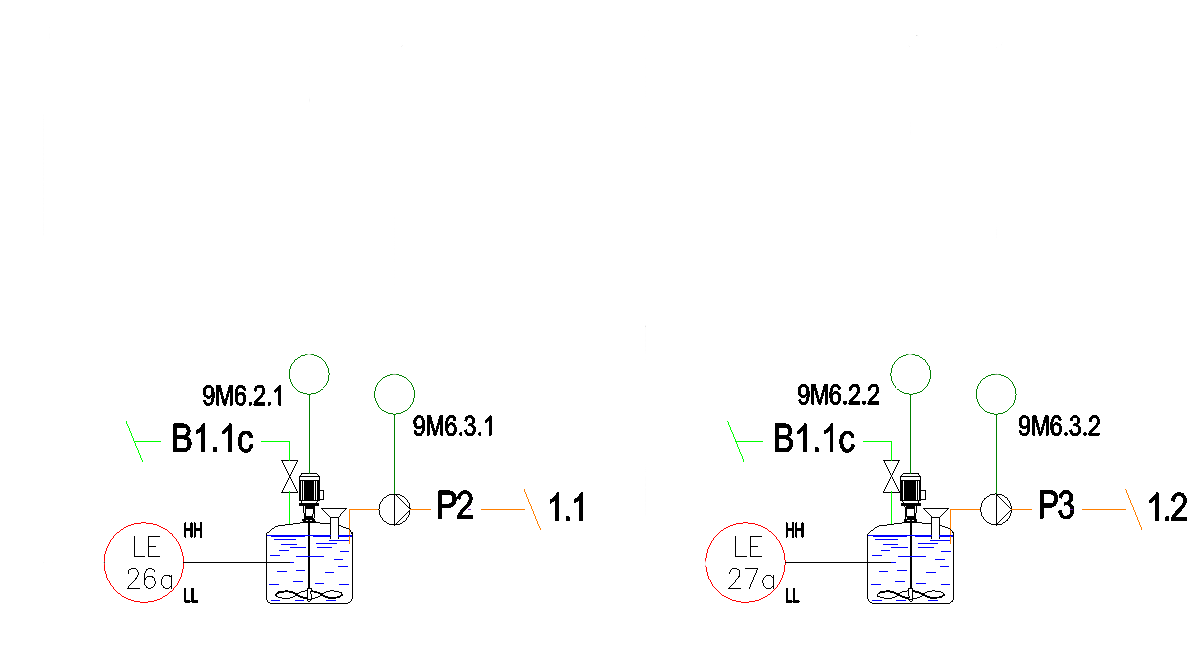 9M6.2.1
9M6.3.1
B1.1c
P2
1.1
HH
LE
26a
LL
9M6.2.2
9M6.3.2
B1.1c
P3
1.2
HH
LE
27a
LL